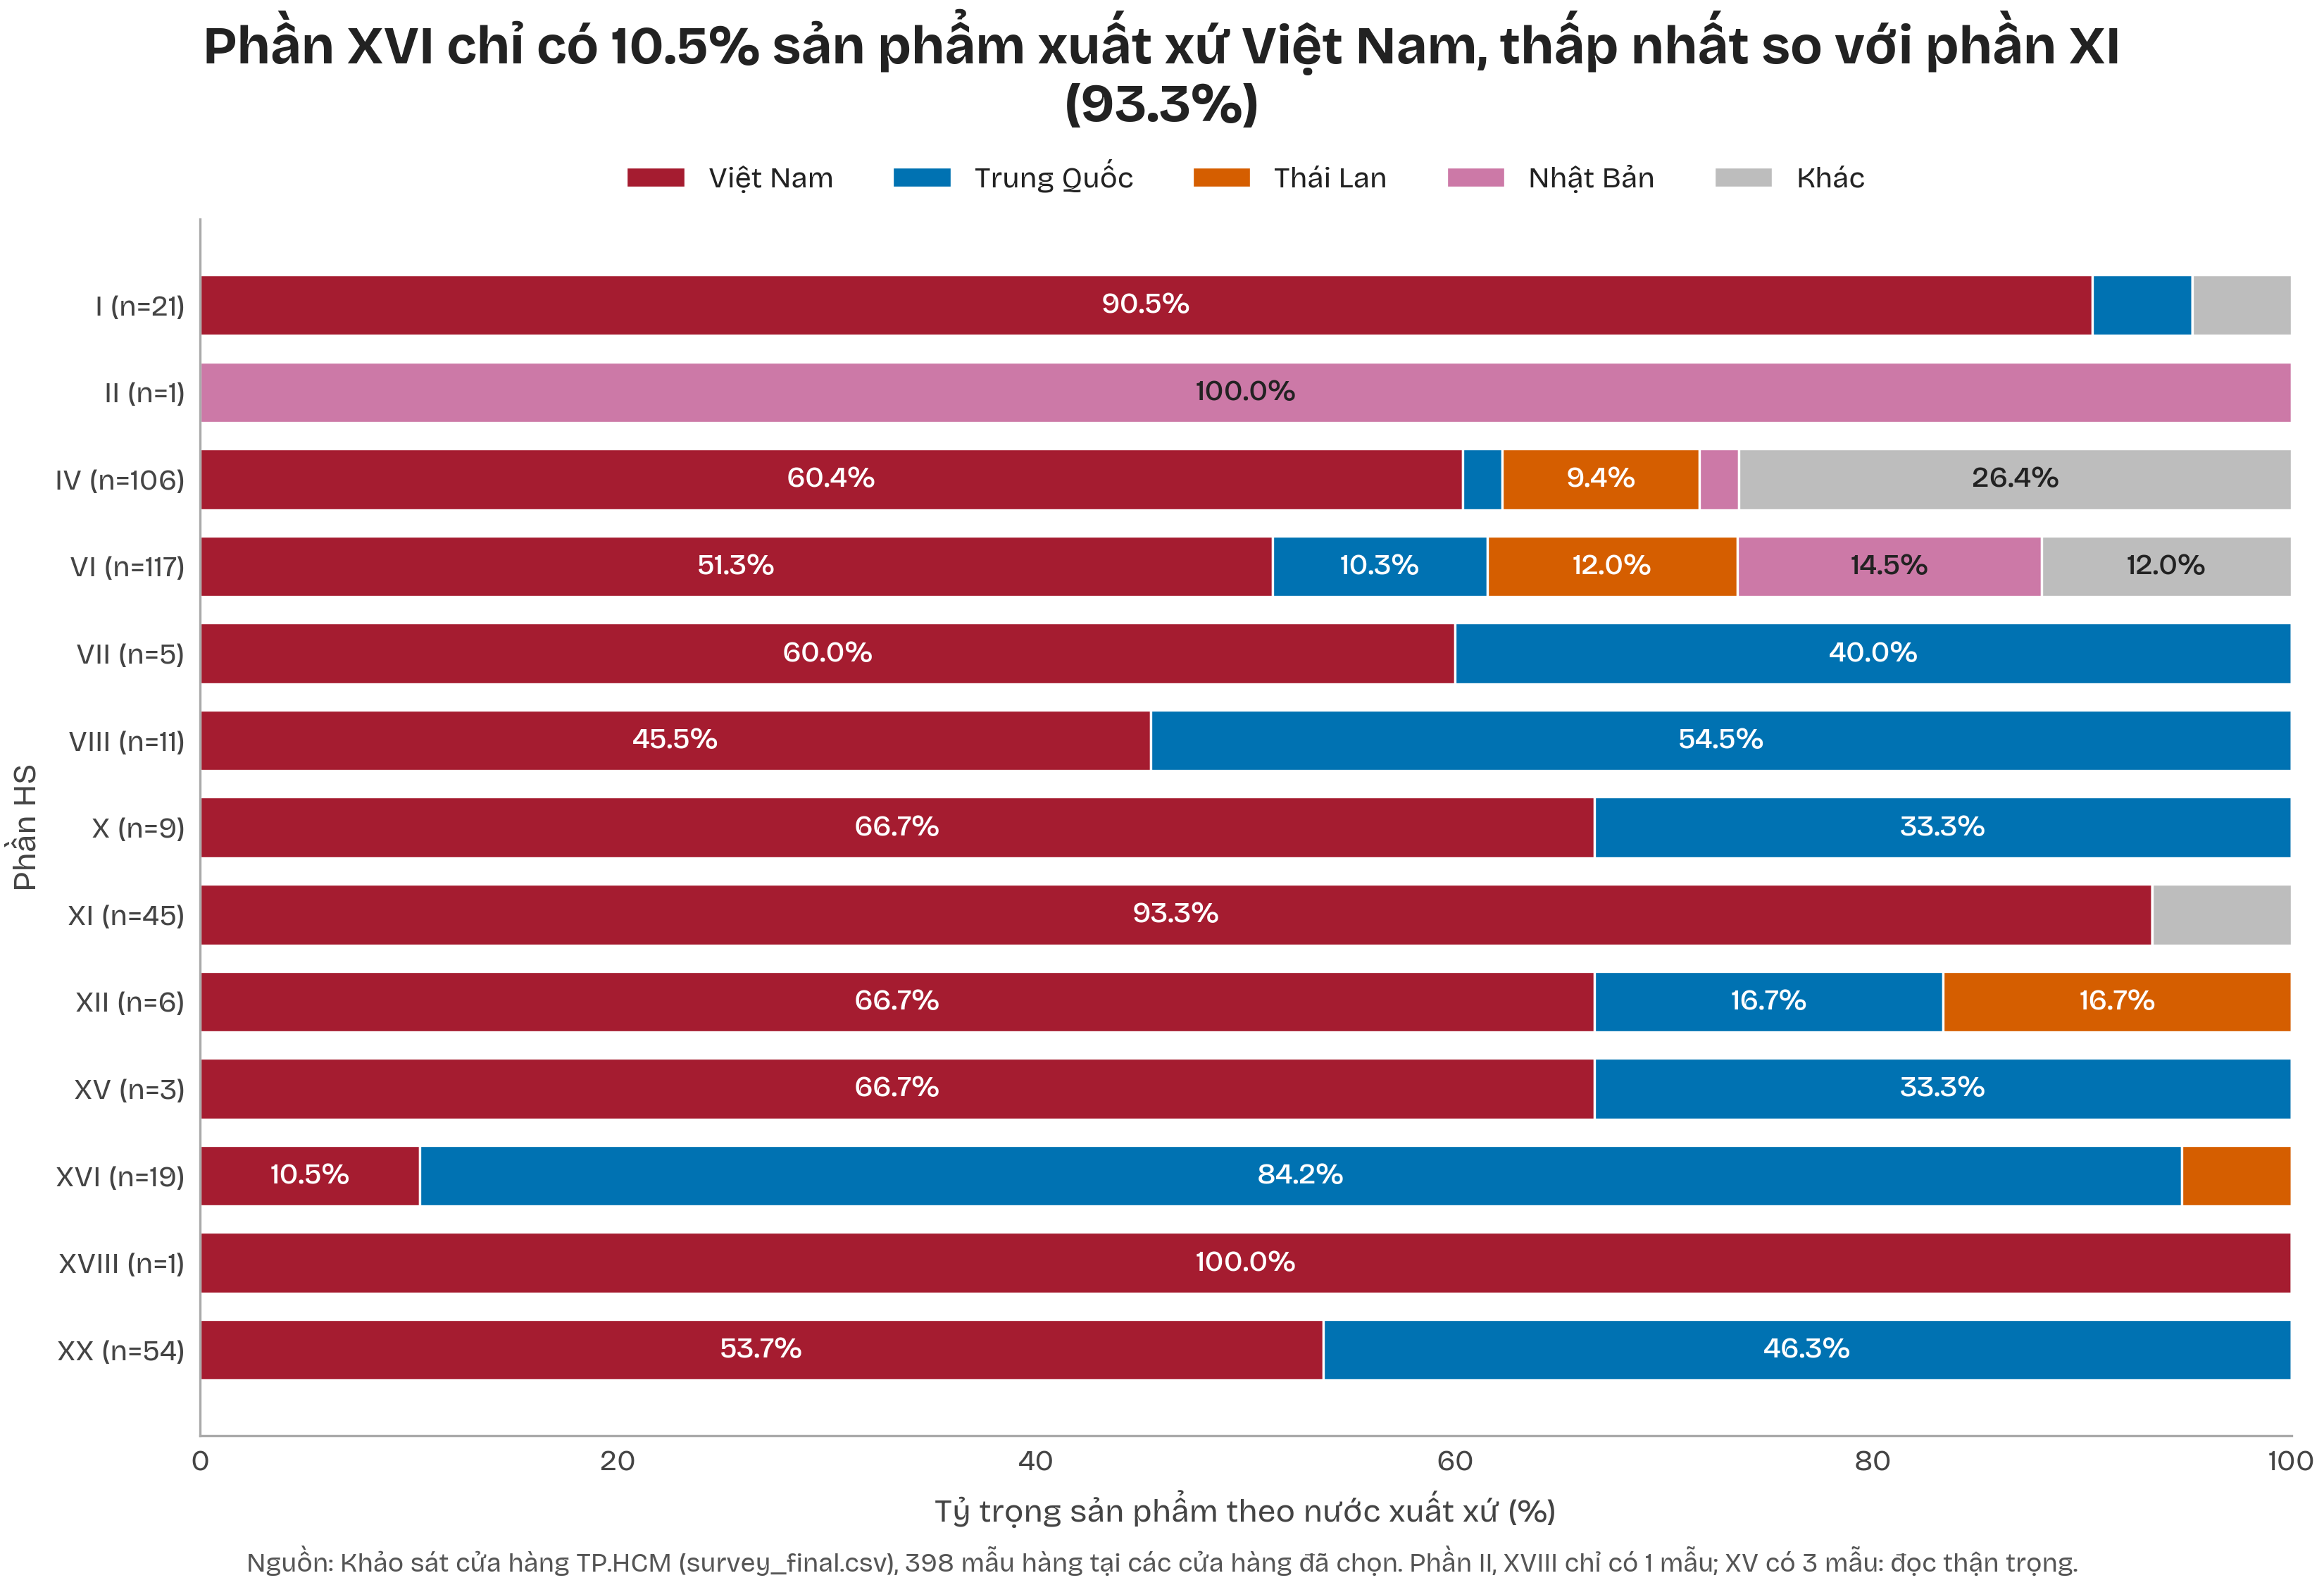 Phần XVI chỉ có 10.5% sản phẩm xuất xứ Việt Nam, thấp nhất so với phần XI
(93.3%)
Việt Nam Trung Quốc Thái Lan Nhật Bản Khác
Phần HS
I (n=21) 90.5%
II (n=1) 100.0%
IV (n=106) 60.4% 9.4% 26.4%
VI (n=117) 51.3% 10.3% 12.0% 14.5% 12.0%
VII (n=5) 60.0% 40.0%
VIII (n=11) 45.5% 54.5%
X (n=9) 66.7% 33.3%
XI (n=45) 93.3%
XII (n=6) 66.7% 16.7% 16.7%
XV (n=3) 66.7% 33.3%
XVI (n=19) 10.5% 84.2%
XVIII (n=1) 100.0%
XX (n=54) 53.7% 46.3%
0 20 40 60 80 100
Tỷ trọng sản phẩm theo nước xuất xứ (%)
Nguồn: Khảo sát cửa hàng TP.HCM (survey_final.csv), 398 mẫu hàng tại các cửa hàng đã chọn. Phần II, XVIII chỉ có 1 mẫu; XV có 3 mẫu: đọc thận trọng.